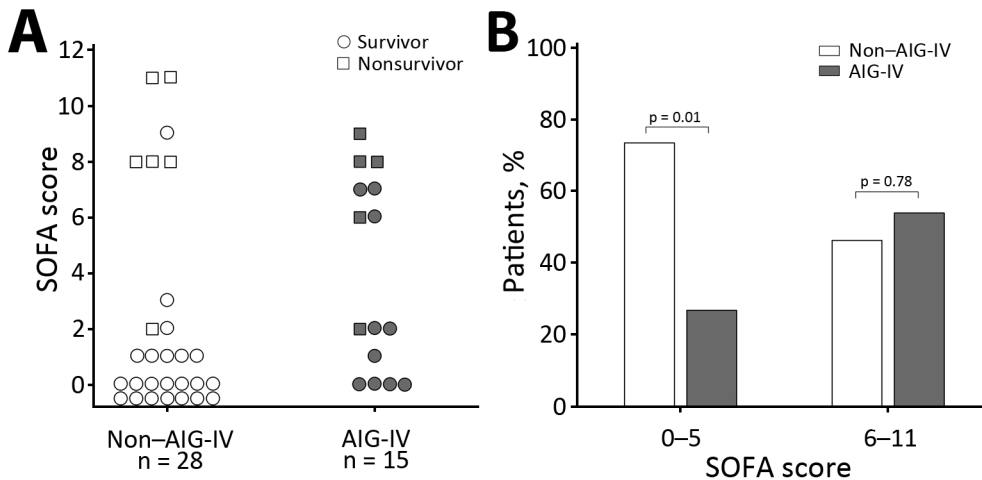 A
SOFA score
12
10
8
6
4
2
0
Survivor
Nonsurvivor
Non–AIG-IV
n = 28
AIG-IV
n = 15
B
Patients, %
100
80
60
40
20
0
Non–AIG-IV
AIG-IV
p = 0.01
p = 0.78
0–5
6–11
SOFA score